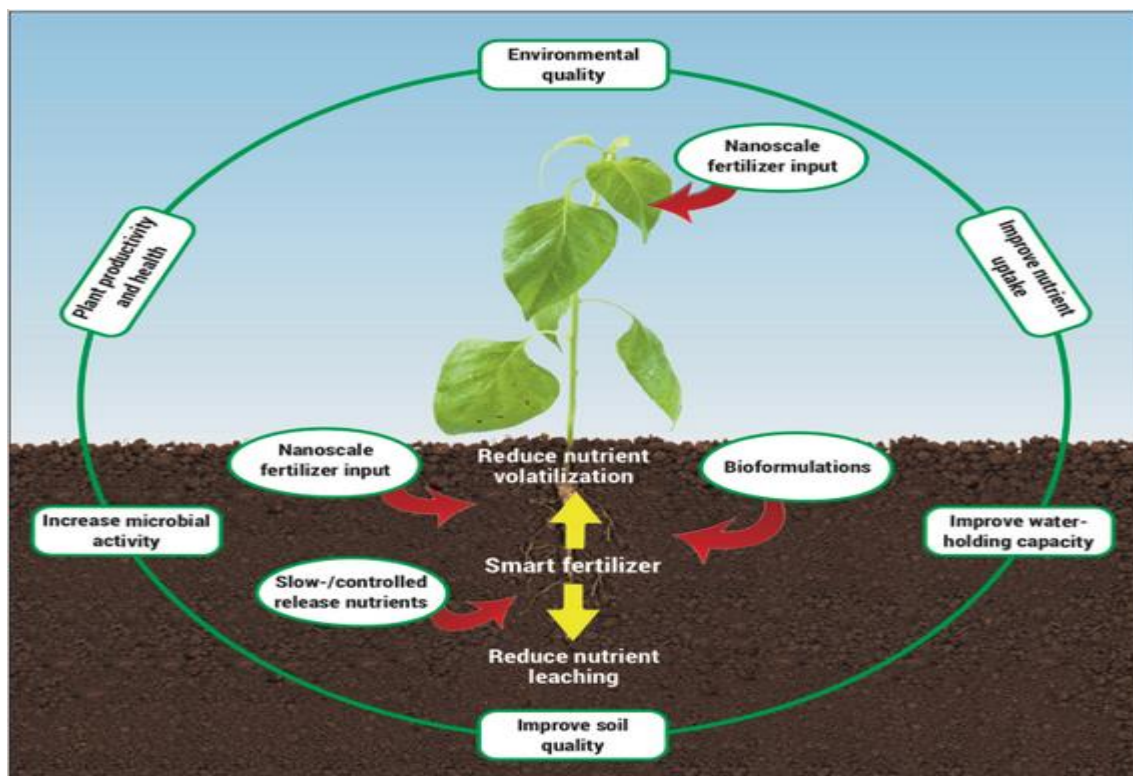 Environmental
quality
Nanoscale
fertilizer input
Plant productivity
and health
Improve nutrient
uptake
Nanoscale
fertilizer input
Reduce nutrient
volatilization
Bioformulations
Increase microbial
activity
Improve water-
holding capacity
Smart fertilizer
Slow-/controlled
release nutrients
Reduce nutrient
leaching
Improve soil
quality